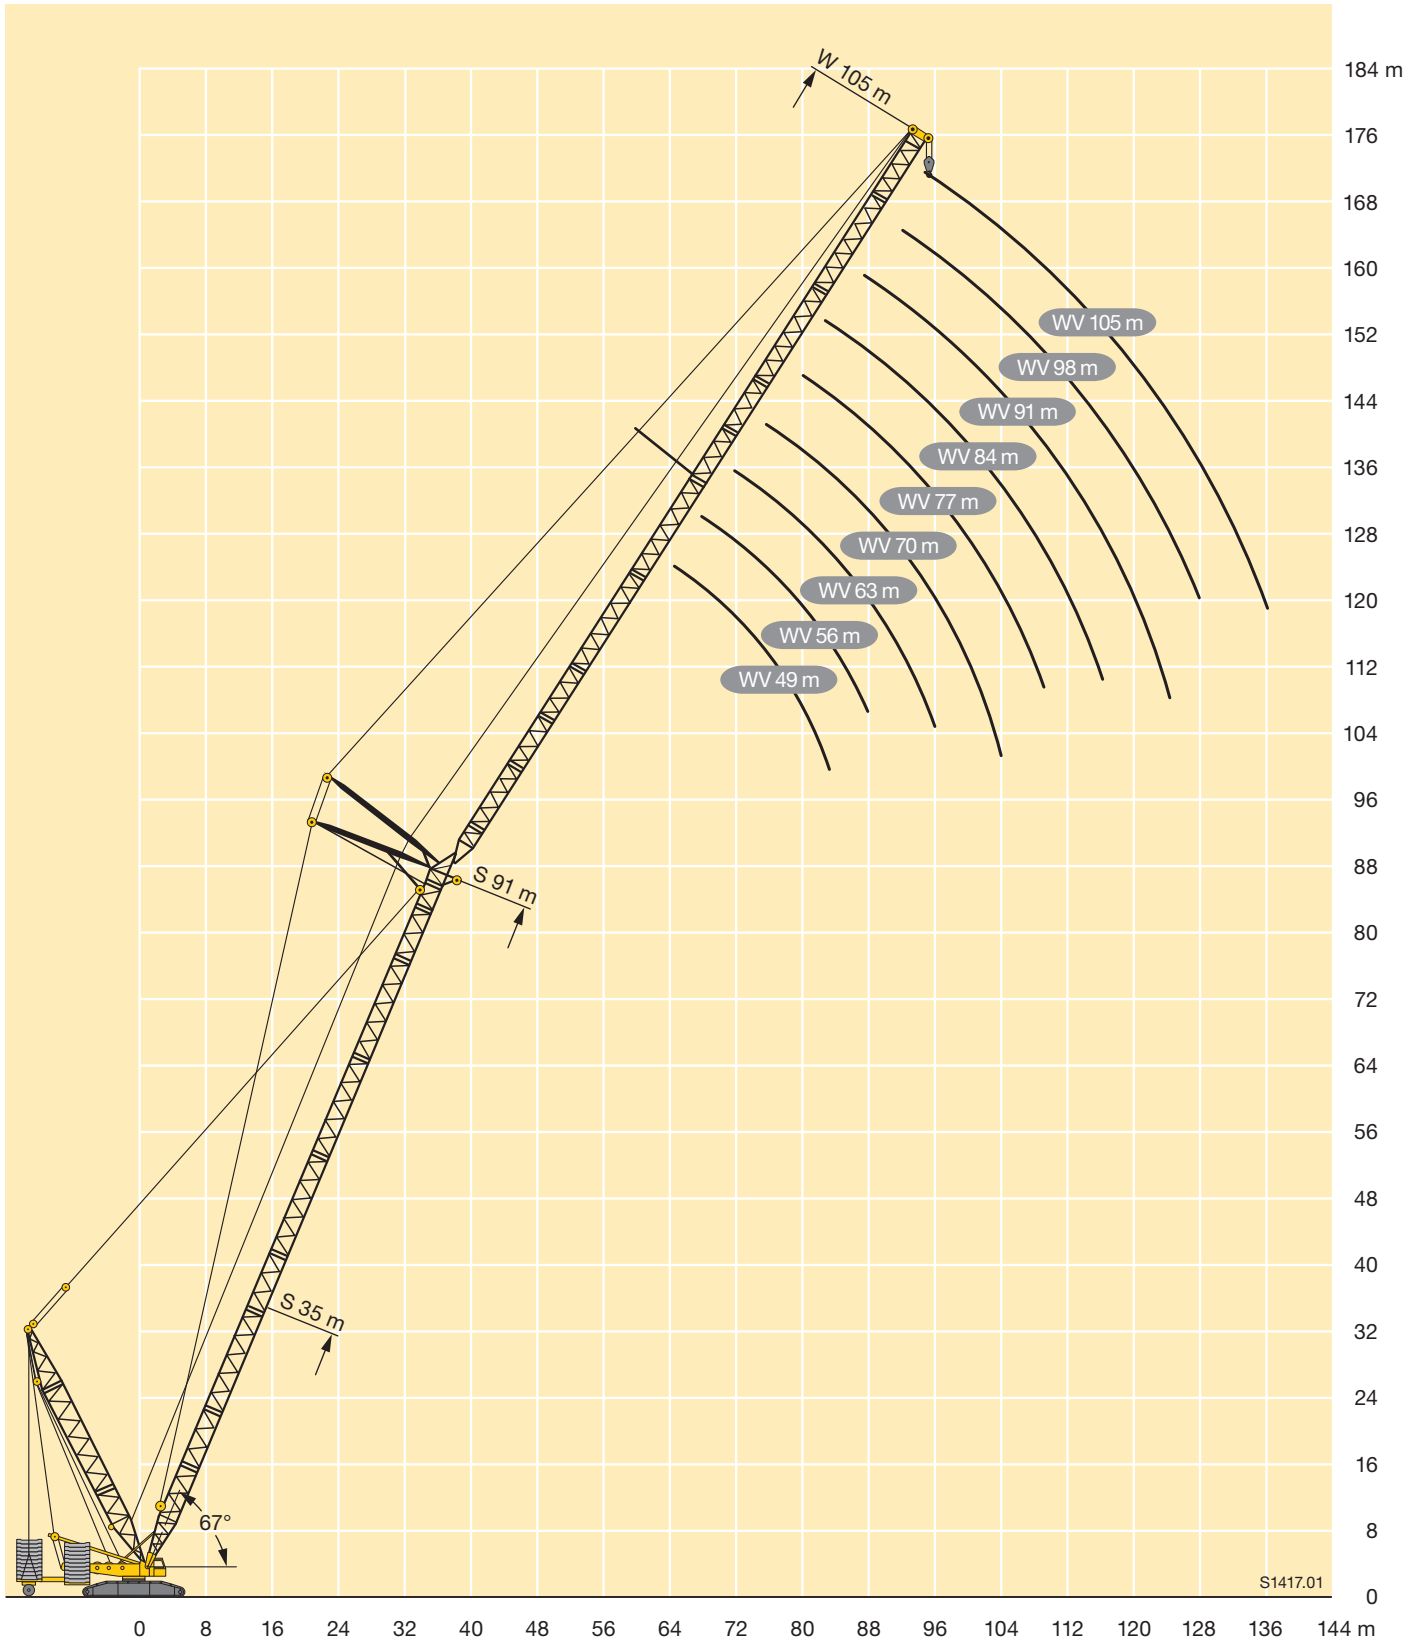 184 m
W 105 m
176
168
160
WV 105 m
152
WV 98 m
144
WV 91 m
WV 84 m
136
WV 77 m
128
WV 70 m
WV 63 m
120
WV 56 m
112
WV 49 m
104
96
88
S 91 m
80
72
64
56
48
40
S 35 m
32
24
16
67°
8
S1417.01
0
0 8 16 24 32 40 48 56 64 72 80 88 96 104 112 120 128 136 144 m